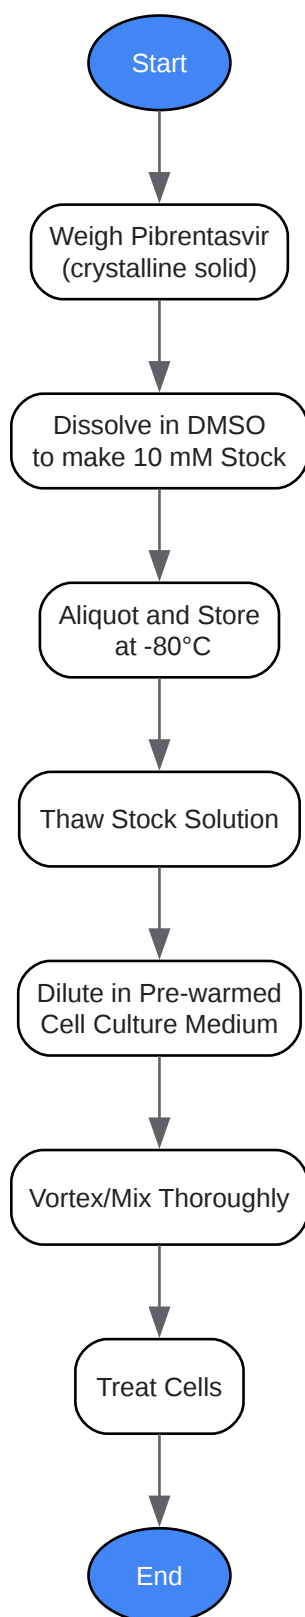 Start
Weigh Pibrentasvir
(crystalline solid)
Dissolve in DMSO
to make 10 mM Stock
Aliquot and Store
at -80°C
Thaw Stock Solution
Dilute in Pre-warmed
Cell Culture Medium
Vortex/Mix Thoroughly
Treat Cells
End